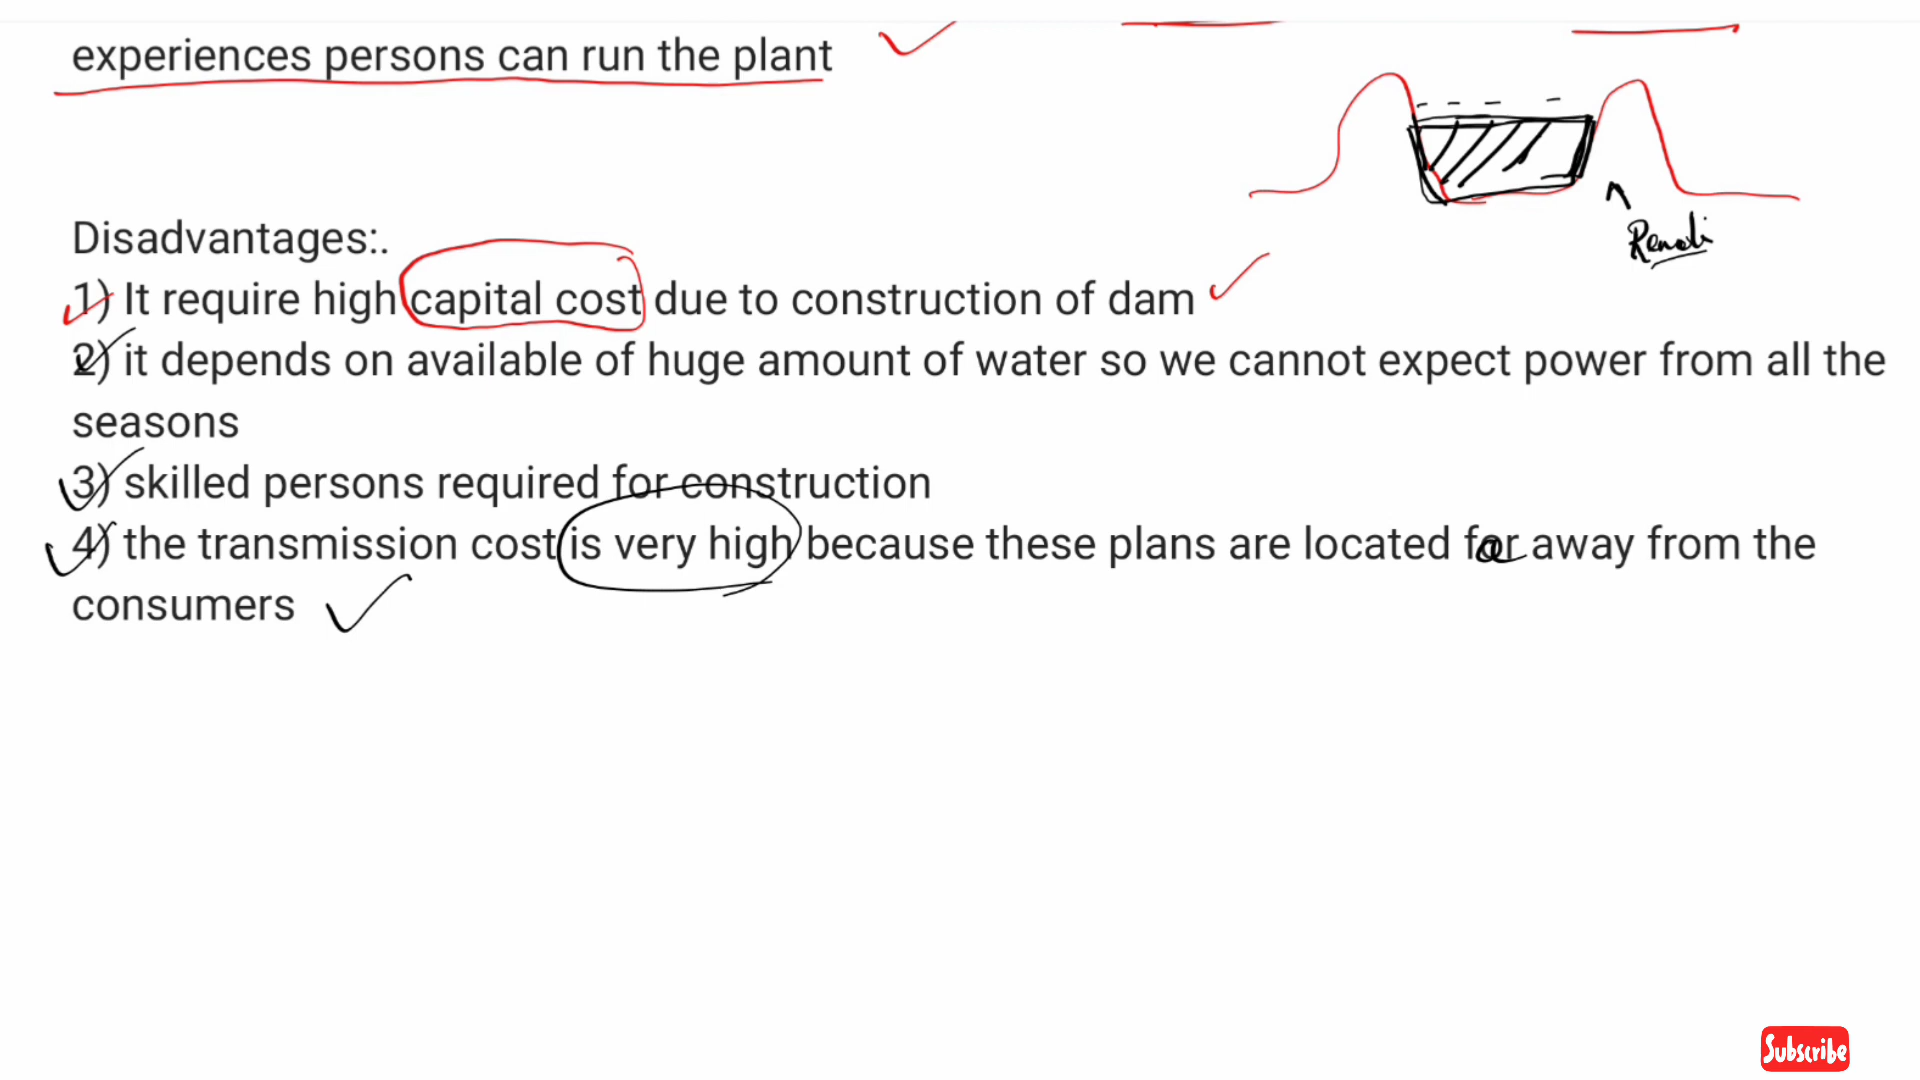 experiences persons can run the plant
Disadvantages:.
1) It require high capital cost due to construction of dam
2) it depends on available of huge amount of water so we cannot expect power from all the
seasons
3) skilled persons required for construction
4) the transmission cost is very high because these plans are located far away from the
consumers
Subscribe